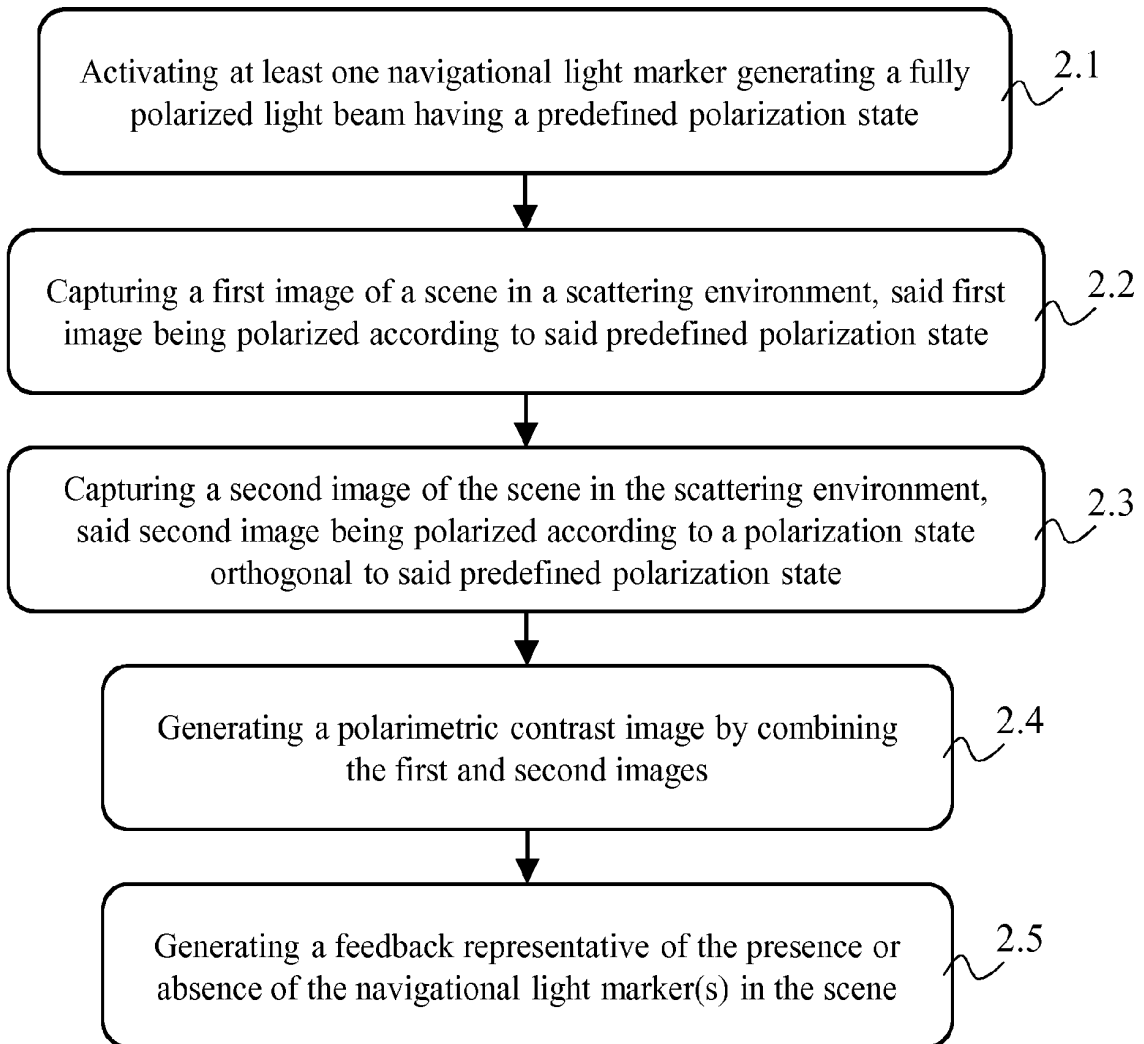 Activating at least one navigational light marker generating a fully
polarized light beam having a predefined polarization state
2.1
Capturing a first image of a scene in a scattering environment, said first
image being polarized according to said predefined polarization state
2.2
Capturing a second image of the scene in the scattering environment,
said second image being polarized according to a polarization state
orthogonal to said predefined polarization state
2.3
Generating a polarimetric contrast image by combining
the first and second images
2.4
Generating a feedback representative of the presence or
absence of the navigational light marker(s) in the scene
2.5